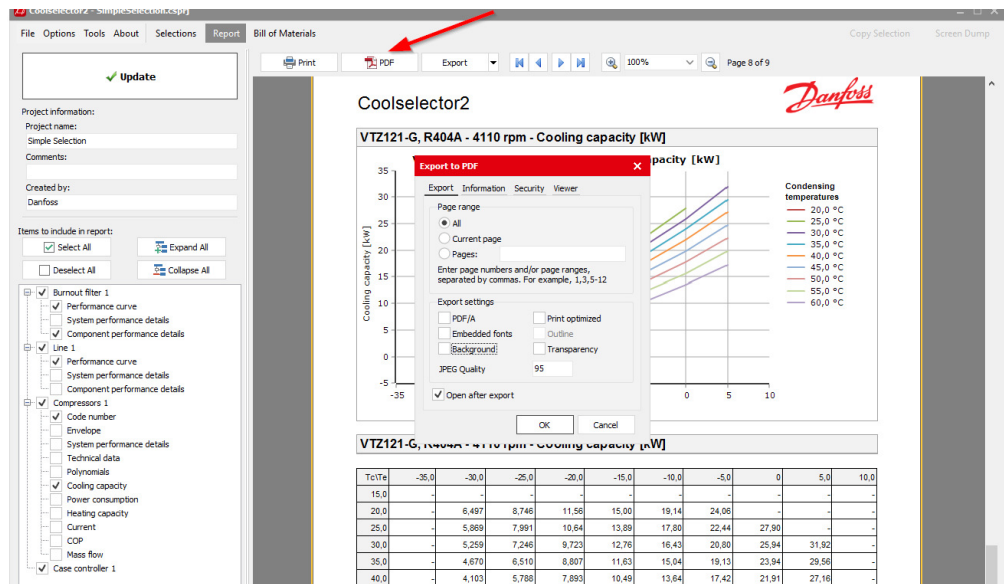 Coolselector2 - SimpleSelection.csprj
File Options Tools About Selections Report Bill of Materials Copy Selection Screen Dump
Print PDF Export 100% Page 8 of 9
Update
Project information:
Project name:
Simple Selection
Comments:
Created by:
Danfoss
Items to include in report:
Select All Expand All
Deselect All Collapse All
Burnout filter 1
Performance curve
System performance details
Component performance details
Line 1
Performance curve
System performance details
Component performance details
Compressors 1
Code number
Envelope
System performance details
Technical data
Polynomials
Cooling capacity
Power consumption
Heating capacity
Current
COP
Mass flow
Case controller 1
Coolselector2
Danfoss
VTZ121-G, R404A - 4110 rpm - Cooling capacity [kW]
V
pacity [kW]
Cooling capacity [kW]
35
30
25
20
15
10
5
0
-5
-35 0 5 10
Condensing
temperatures
20,0 °C
25,0 °C
30,0 °C
35,0 °C
40,0 °C
45,0 °C
50,0 °C
55,0 °C
60,0 °C
Export to PDF
Export Information Security Viewer
Page range
All
Current page
Pages:
Enter page numbers and/or page ranges,
separated by commas. For example, 1,3,5-12
Export settings
PDF/A Print optimized
Embedded fonts Outline
Background Transparency
JPEG Quality 95
Open after export
OK Cancel
VTZ121-G, R404A - 4110 rpm - Cooling capacity [kW]
Tc\Te -35,0 -30,0 -25,0 -20,0 -15,0 -10,0 -5,0 0 5,0 10,0
15,0 - - - - - - - - - -
20,0 - 6,497 8,746 11,56 15,00 19,14 24,06 - - -
25,0 - 5,869 7,991 10,64 13,89 17,80 22,44 27,90 - -
30,0 - 5,259 7,246 9,723 12,76 16,43 20,80 25,94 31,92 -
35,0 - 4,670 6,510 8,807 11,63 15,04 19,13 23,94 29,56 -
40,0 - 4,103 5,788 7,893 10,49 13,64 17,42 21,91 27,16 -